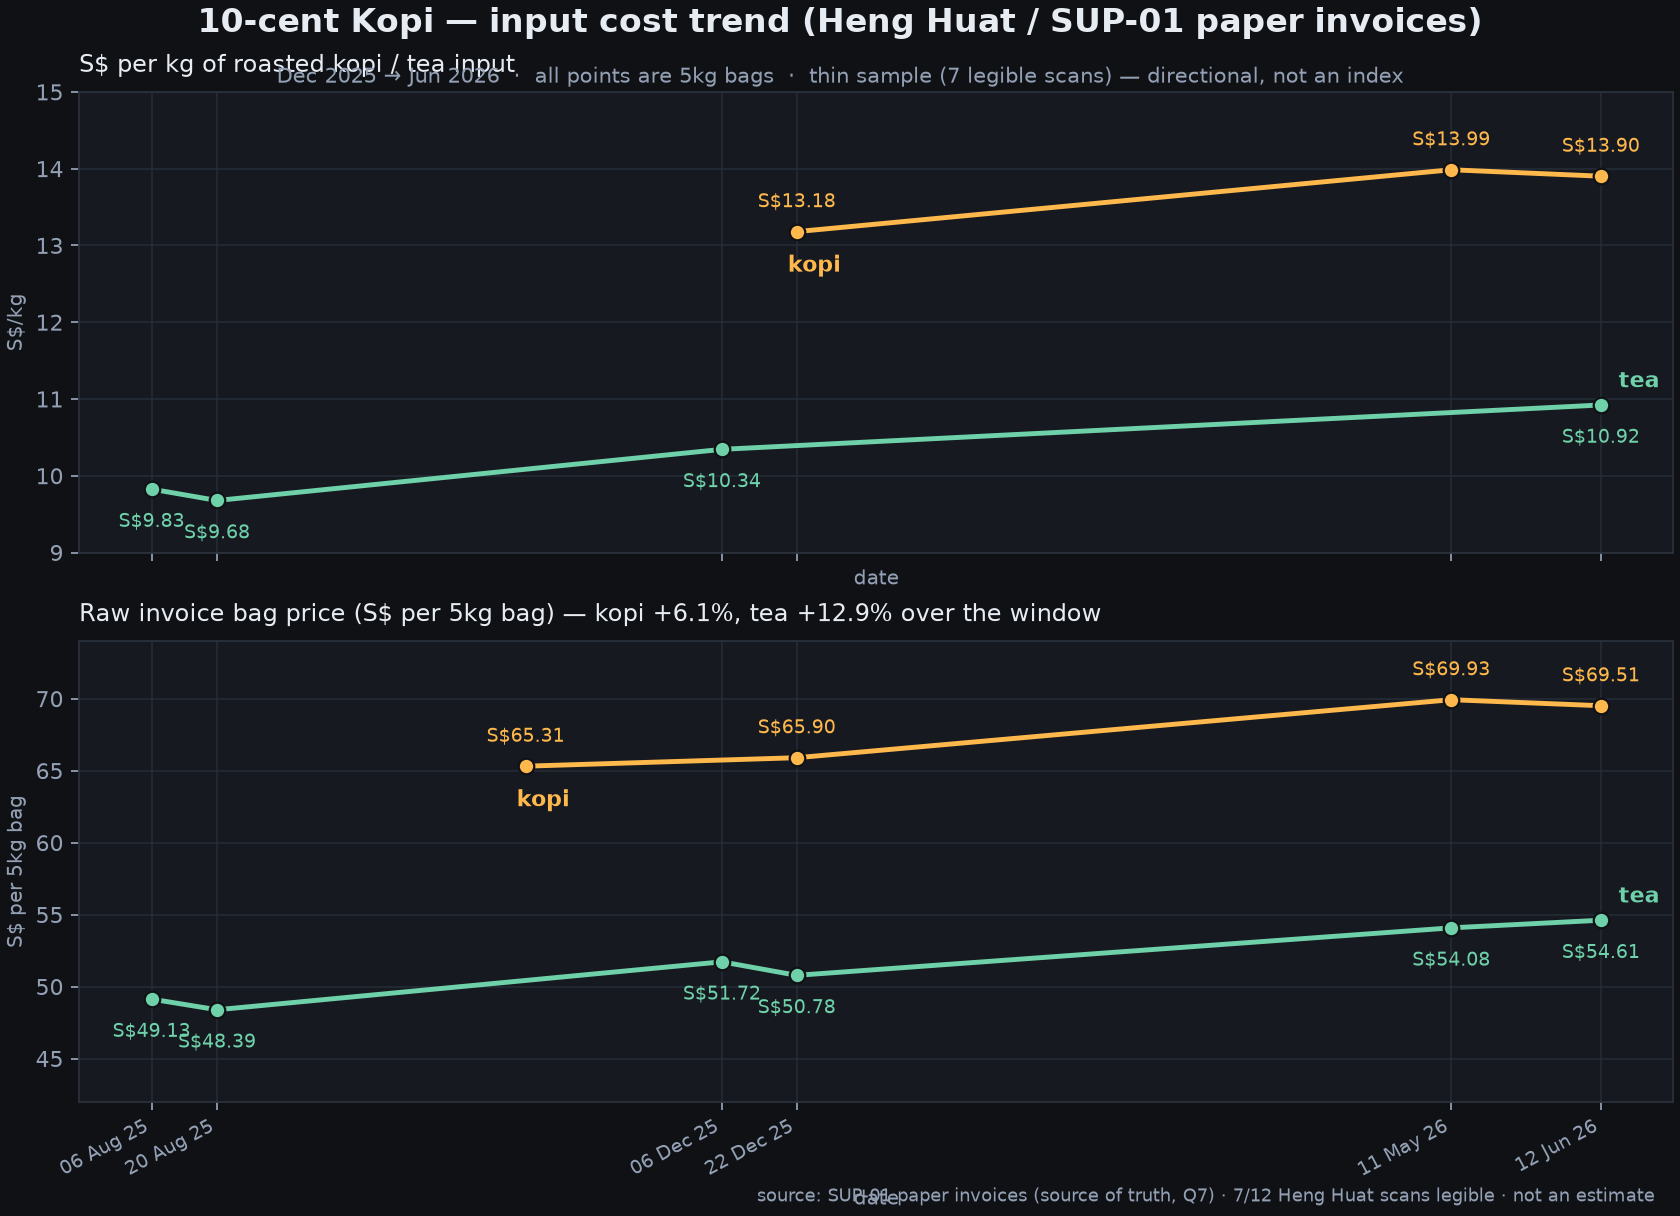 10-cent Kopi — input cost trend (Heng Huat / SUP-01 paper invoices)
S$ per kg of roasted kopi / tea input
Dec 2025 → Jun 2026 · all points are 5kg bags · thin sample (7 legible scans) — directional, not an index
15
14
13
12
11
10
9
S$/kg
S$13.18
S$13.99
S$13.90
kopi
tea
S$9.83
S$9.68
S$10.34
S$10.92
date
Raw invoice bag price (S$ per 5kg bag) — kopi +6.1%, tea +12.9% over the window
70
65
60
55
50
45
S$ per 5kg bag
S$65.31
S$65.90
S$69.93
S$69.51
kopi
tea
S$49.13
S$48.39
S$51.72
S$50.78
S$54.08
S$54.61
06 Aug 25
20 Aug 25
06 Dec 25
22 Dec 25
11 May 26
12 Jun 26
date
source: SUP-01 paper invoices (source of truth, Q7) · 7/12 Heng Huat scans legible · not an estimate